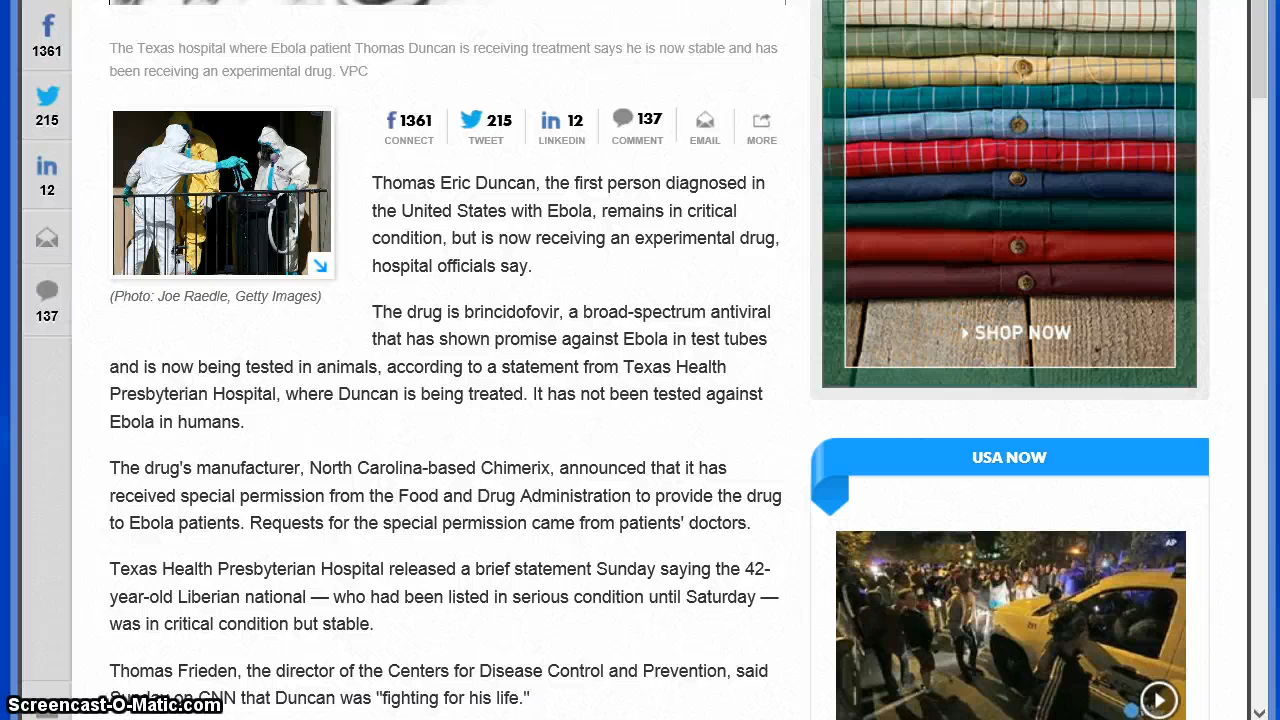 1361
215
12
137
The Texas hospital where Ebola patient Thomas Duncan is receiving treatment says he is now stable and has
been receiving an experimental drug. VPC
(Photo: Joe Raedle, Getty Images)
1361 215 12 137
CONNECT TWEET LINKEDIN COMMENT EMAIL MORE
Thomas Eric Duncan, the first person diagnosed in
the United States with Ebola, remains in critical
condition, but is now receiving an experimental drug,
hospital officials say.
The drug is brincidofovir, a broad-spectrum antiviral
that has shown promise against Ebola in test tubes
and is now being tested in animals, according to a statement from Texas Health
Presbyterian Hospital, where Duncan is being treated. It has not been tested against
Ebola in humans.
The drug's manufacturer, North Carolina-based Chimerix, announced that it has
received special permission from the Food and Drug Administration to provide the drug
to Ebola patients. Requests for the special permission came from patients' doctors.
Texas Health Presbyterian Hospital released a brief statement Sunday saying the 42-
year-old Liberian national — who had been listed in serious condition until Saturday —
was in critical condition but stable.
Thomas Frieden, the director of the Centers for Disease Control and Prevention, said
Sunday on CNN that Duncan was "fighting for his life."
SHOP NOW
USA NOW
AP
Screencast-O-Matic.com